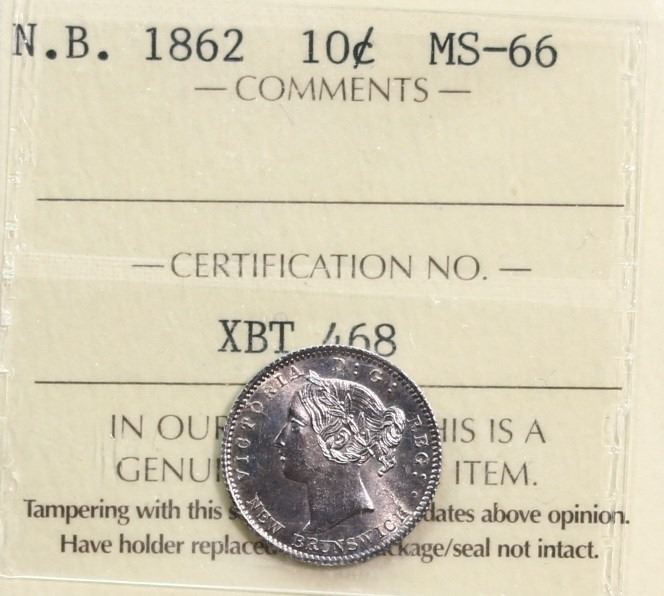 N.B. 1862 10¢ MS-66
— COMMENTS —
— CERTIFICATION NO. —
XBT 468
IN OUR HIS IS A
ITEM.
Tampering with this above opinion.
Have holder not intact.
VICTORIA D:G: REG:
NEW BRUNSWICK